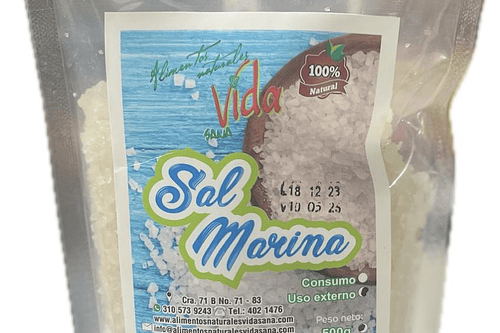 Alimentos
naturales
Vida
SANA
100%
Natural
Sal
Marina
L18 12 23
V10 05 25
Consumo
Uso externo
Cra. 71 B No. 71 - 83
310 573 9243 Tel.: 402 1476
www.alimentosnaturalesvidasana.com
info@alimentosnaturalesvidasana.com
Peso neto:
500g